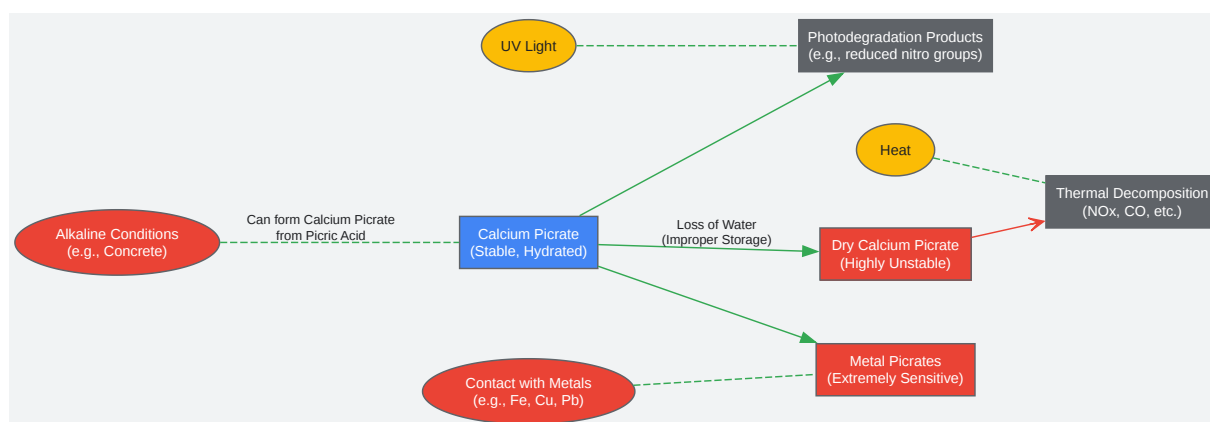 UV Light
Photodegradation Products
(e.g., reduced nitro groups)
Heat
Thermal Decomposition
(NOx, CO, etc.)
Alkaline Conditions
(e.g., Concrete)
Can form Calcium Picrate
from Picric Acid
Calcium Picrate
(Stable, Hydrated)
Loss of Water
(Improper Storage)
Dry Calcium Picrate
(Highly Unstable)
Contact with Metals
(e.g., Fe, Cu, Pb)
Metal Picrates
(Extremely Sensitive)